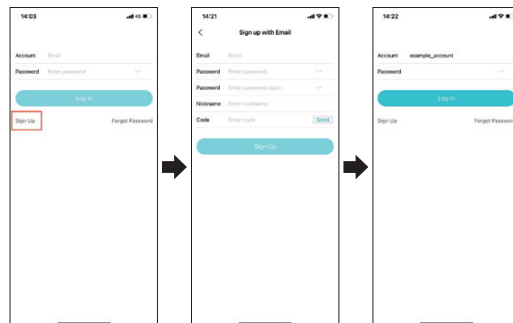 14:03
4G
Account Email
Password Enter password
Log In
Sign Up Forget Password
14:21
Sign up with Email
Email Email
Password Enter password
Password Enter password again
Nickname Enter nickName
Code Enter code Send
Sign Up
14:22
Account example_account
Password
Log In
Sign Up Forget Password